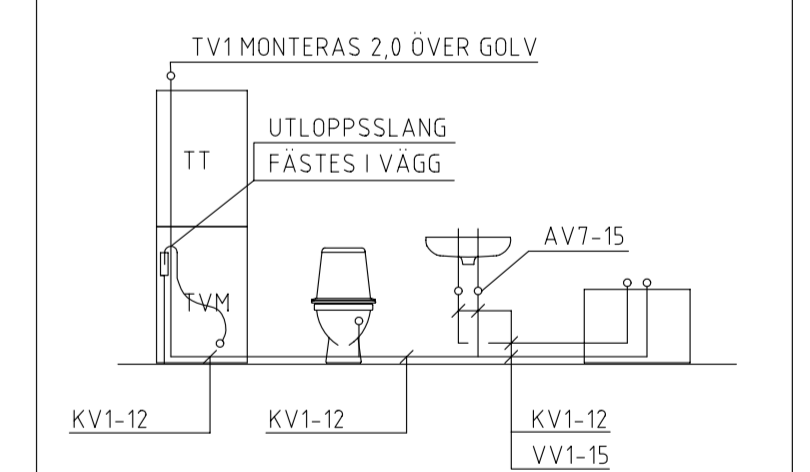 TV1 MONTERAS 2,0 ÖVER GOLV
UTLOPPSSLANG
FÄSTES I VÄGG
TT
AV7-15
TVM
KV1-12
KV1-12
KV1-12
VV1-15